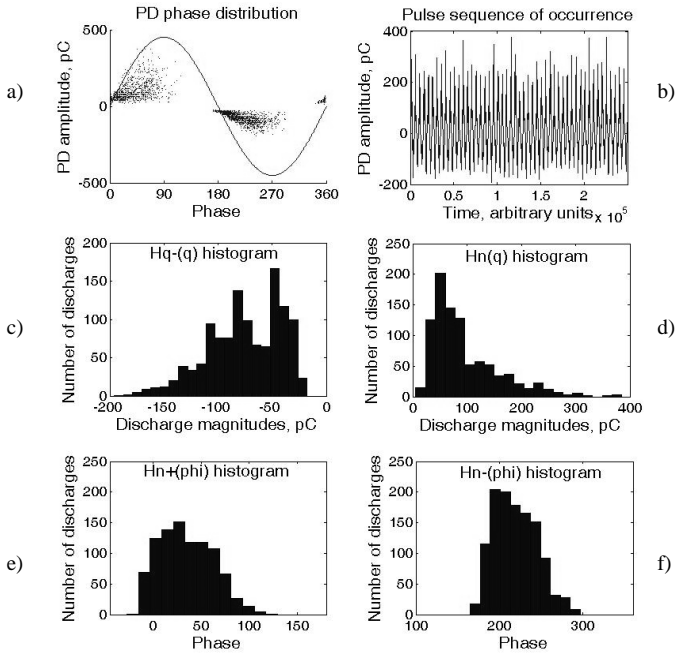 PD phase distribution
PD amplitude, pC
500
0
-500
0 90 180 270 360
Phase
a)
Pulse sequence of occurrence
PD amplitude, pC
400
200
0
-200
0 0.5 1 1.5 2
Time, arbitrary units x 10^5
b)
Hq-(q) histogram
Number of discharges
200
150
100
50
0
-200 -100 -50 0
Discharge magnitudes, pC
c)
Hn(q) histogram
Number of discharges
250
200
150
100
50
0
0 100 200 300 400
Discharge magnitudes, pC
d)
Hn+(phi) histogram
Number of discharges
250
200
150
100
50
0
0 50 100 150
Phase
e)
Hn-(phi) histogram
Number of discharges
250
200
150
100
50
0
100 200 300
Phase
f)